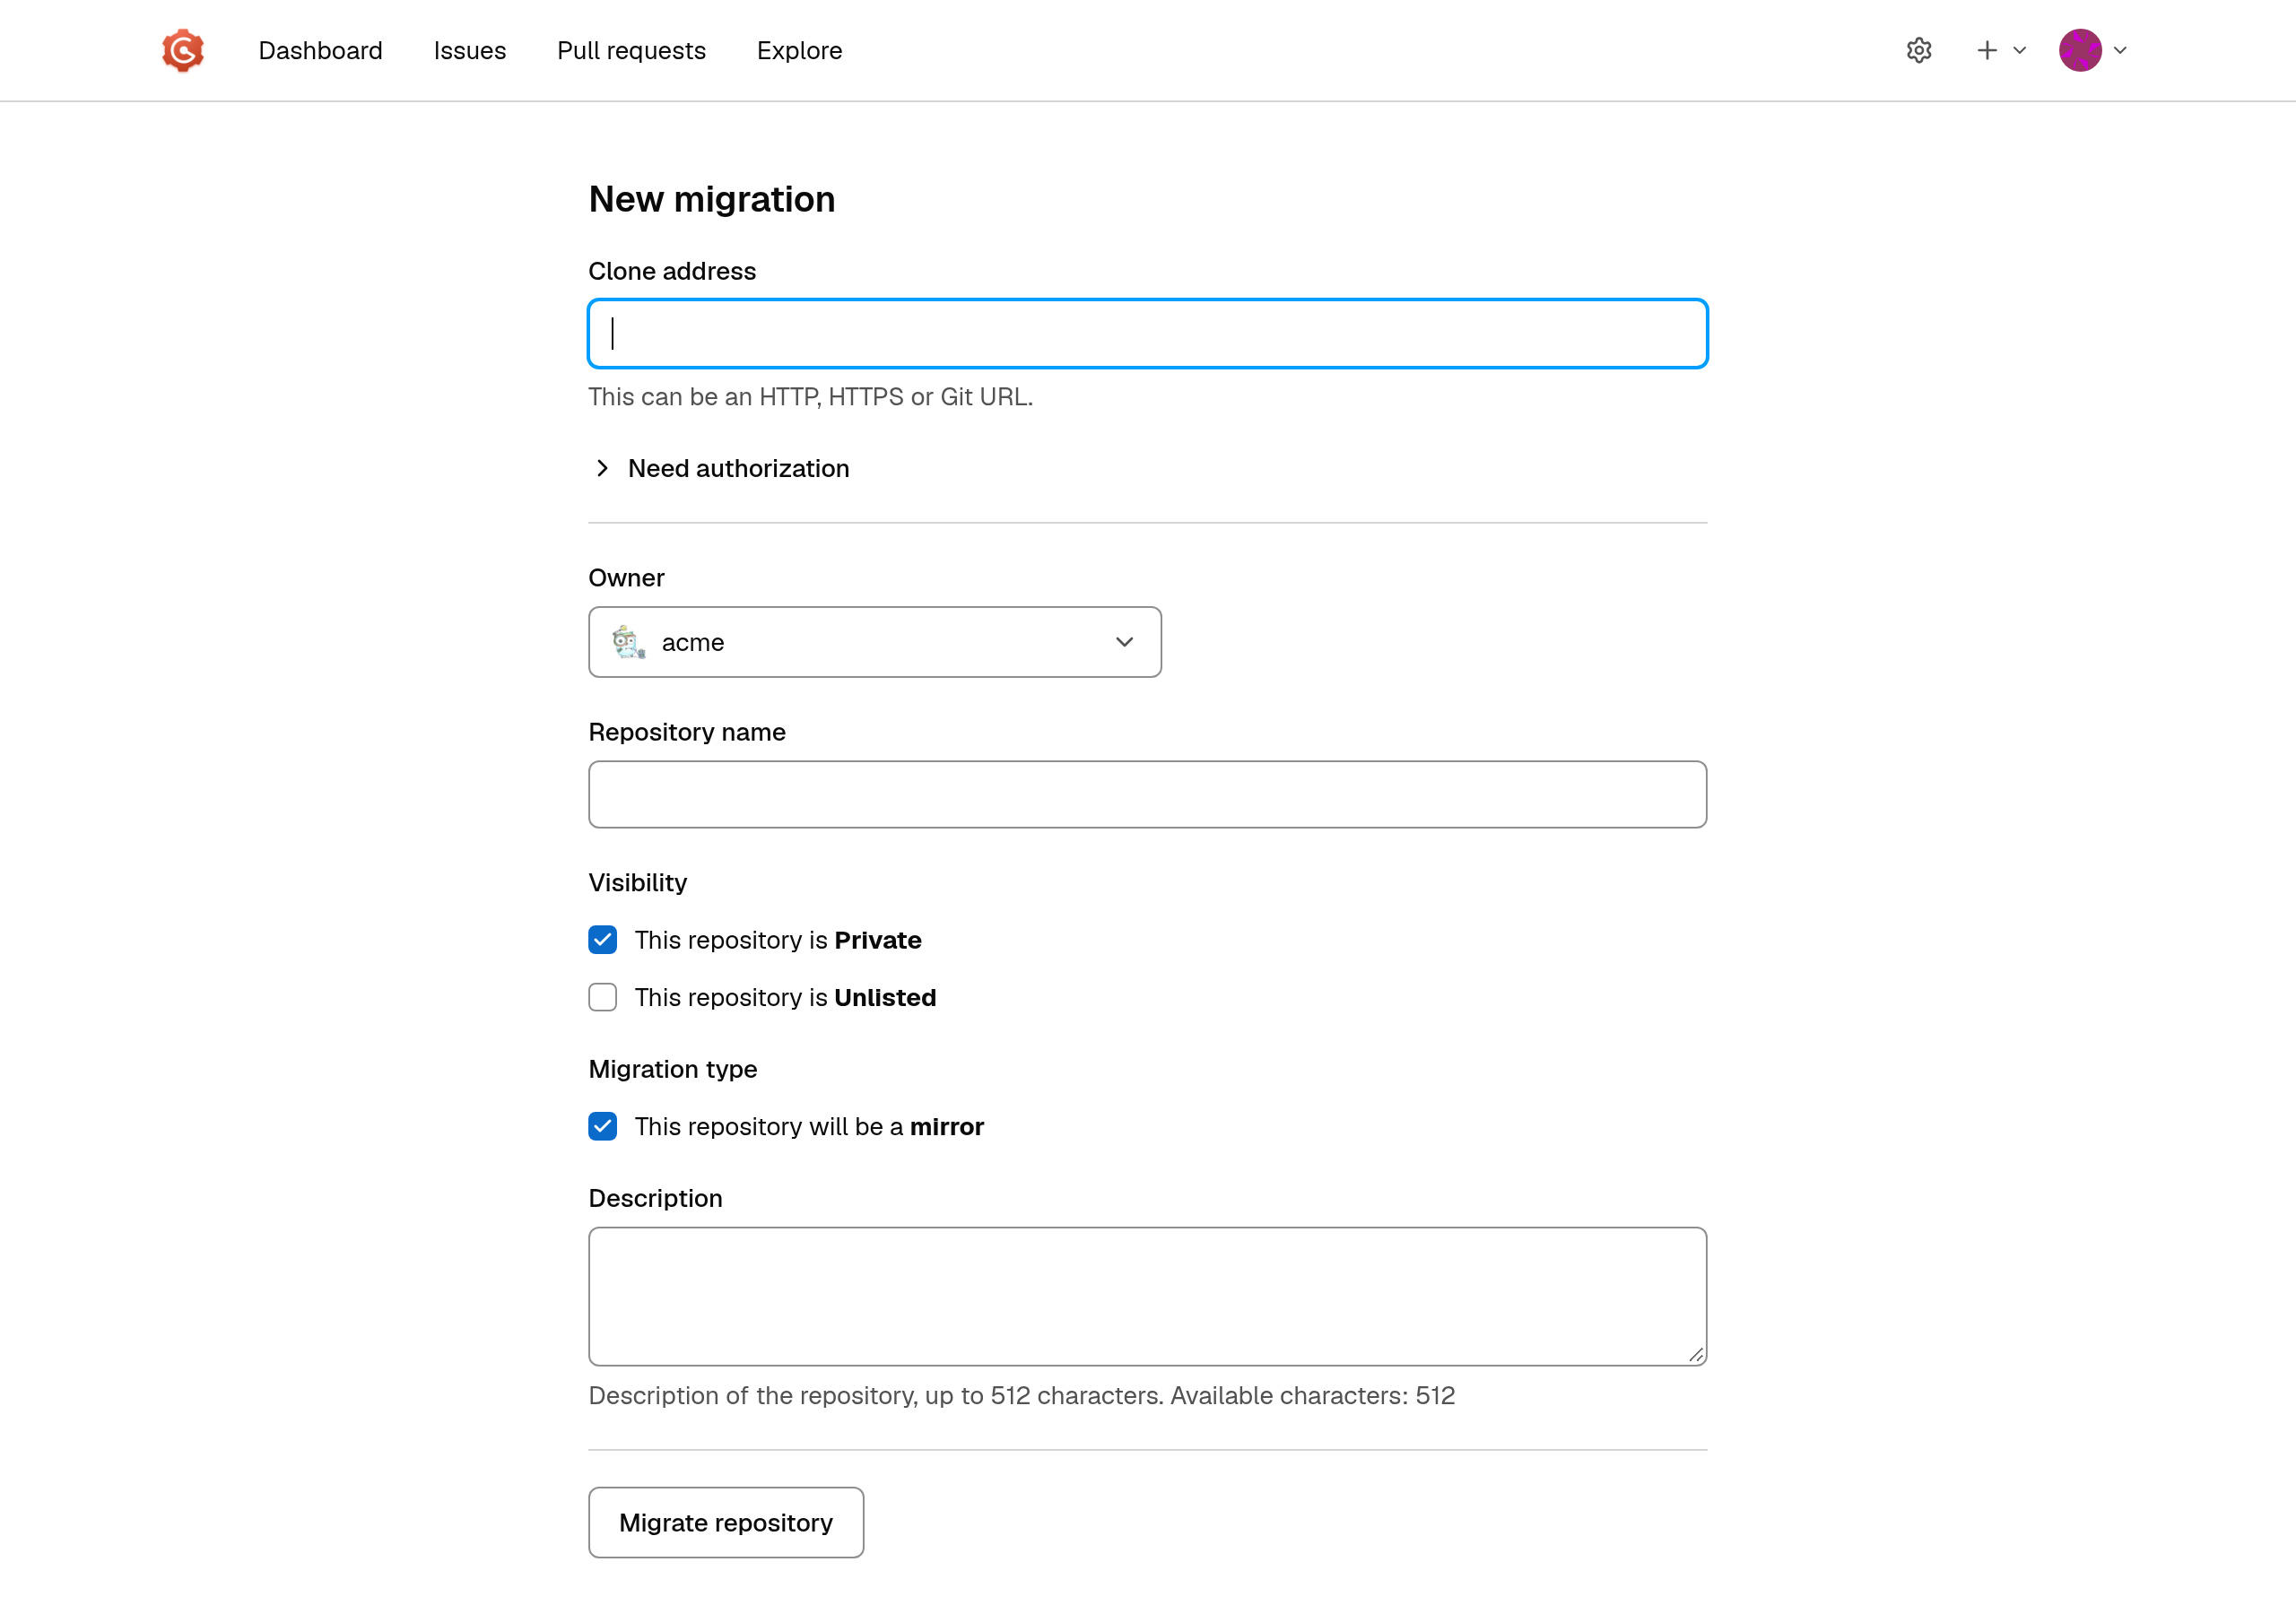 Dashboard Issues Pull requests Explore
New migration
Clone address
This can be an HTTP, HTTPS or Git URL.
Need authorization
Owner
acme
Repository name
Visibility
This repository is Private
This repository is Unlisted
Migration type
This repository will be a mirror
Description
Description of the repository, up to 512 characters. Available characters: 512
Migrate repository